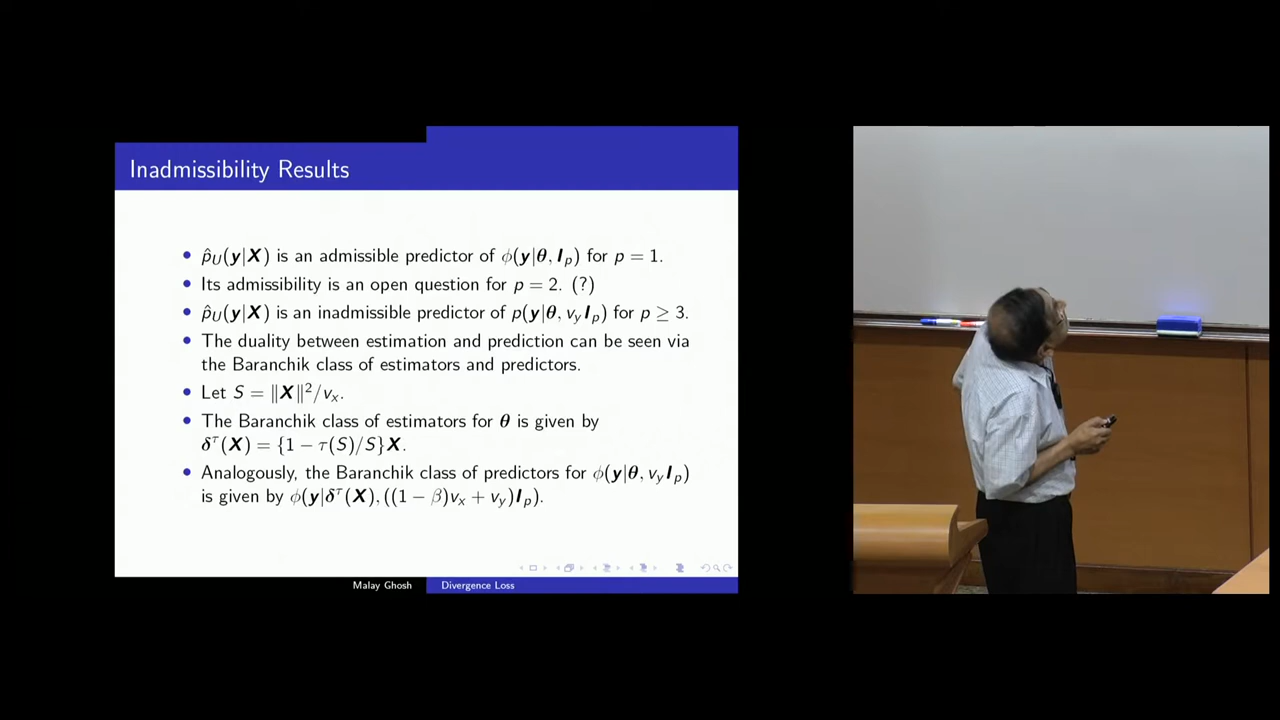 Inadmissibility Results
• p̂_U(y|X) is an admissible predictor of ϕ(y|θ, I_p) for p = 1.
• Its admissibility is an open question for p = 2. (?)
• p̂_U(y|X) is an inadmissible predictor of p(y|θ, v_y I_p) for p ≥ 3.
• The duality between estimation and prediction can be seen via
the Baranchik class of estimators and predictors.
• Let S = ‖X‖²/v_x.
• The Baranchik class of estimators for θ is given by
δ^τ(X) = {1 − τ(S)/S}X.
• Analogously, the Baranchik class of predictors for ϕ(y|θ, v_y I_p)
is given by ϕ(y|δ^τ(X), ((1 − β)v_x + v_y)I_p).
Malay Ghosh
Divergence Loss